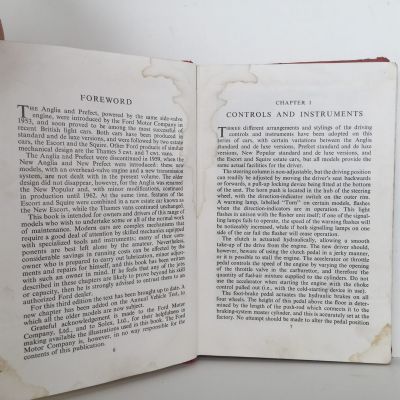 FOREWORD
THE Anglia and Prefect, powered by the same side-valve
engine, were introduced by the Ford Motor Company in
1953, and soon proved to be among the most successful of
recent British light cars. Both cars have been produced in
standard and de luxe versions, and were followed by two estate
cars, the Escort and the Squire. Other Ford products of similar
mechanical design are the Thames 5 cwt. and 7 cwt. vans.
The Anglia and Prefect were discontinued in 1959, when the
New Anglia and New Prefect were introduced: these new
models, with an overhead-valve engine and a new transmission
system, are not dealt with in the present volume. The older
design did not disappear, however, for the Anglia was renamed
the New Popular and, with minor modifications, continued
in production until 1962. At the same time, the Squire and
Escort were incorporated in a new estate car known as
the New Escort, while the Thames vans continued unchanged.
This book is intended for owners of this range of
models who wish to undertake some or all of the normal work
of maintenance. Modern cars are complex mechanisms that
require a good deal of attention by skilled mechanics equipped
with specialized tools and instruments; many of their com-
ponents are best left alone by the amateur. Nevertheless,
considerable savings in running costs can be effected by the
owner who is prepared to carry out lubrication, minor adjust-
ments and repairs for himself, and this book has been written
with such an owner in mind. If he feels that any of the jobs
described in these chapters are likely to prove beyond his skill
or capacity, then he is strongly advised to entrust them to an
authorized Ford dealer.
For this third edition the text has been brought up to date. A
new chapter has been added on the Annual Vehicle Test, to
which all the older models are now subject.
Grateful acknowledgement is made to the Ford Motor
Company, Ltd., and to Solex, Ltd., for their helpfulness in
making available the illustrations used in this book. The Ford
Motor Company is, however, in no way responsible for the
contents of this publication.
6
CHAPTER 1
CONTROLS AND INSTRUMENTS
THREE different arrangements and stylings of the driving
controls and instruments have been adopted on this
series of cars, with certain variations between the Anglia
standard and de luxe versions, Prefect standard and de luxe
versions, New Popular standard and de luxe versions, and
the Escort and Squire estate cars, but all models provide the
same actual facilities for the driver.
The steering column is non-adjustable, but the driving position
can readily be adjusted by moving the driver's seat backwards
or forwards, a pull-up locking device being fitted at the bottom
of the seat. The horn push is located in the hub of the steering
wheel, with the direction-indicator switch on the outer rim.
A warning lamp, labelled "Turn" on certain models, flashes
when the direction-indicators are in operation. This light
flashes in unison with the flasher unit itself; if one of the signal-
ling lamps fails to operate, the speed of the warning flash will
be noticeably increased, while if both signalling lamps on one
side of the car fail the flasher will cease to operate.
The clutch is actuated hydraulically, allowing a smooth
take-up of the drive from the engine. The new driver should,
however, beware of releasing the clutch pedal in a jerky manner,
or it is possible to stall the engine. The accelerator or throttle
pedal controls the speed of the engine by varying the opening
of the throttle valve in the carburettor, and therefore the
quantity of fuel-air mixture supplied to the cylinders. Do not
use the accelerator when starting the engine with the choke
control pulled out (i.e., with the cold-starting device in use).
The foot-brake pedal actuates the hydraulic brakes on all
four wheels. The height of this pedal above the floor is deter-
mined by the length of the push-rod which connects it to the
braking-system master cylinder, and this is accurately set at the
factory. No attempt should be made to alter the pedal position
7